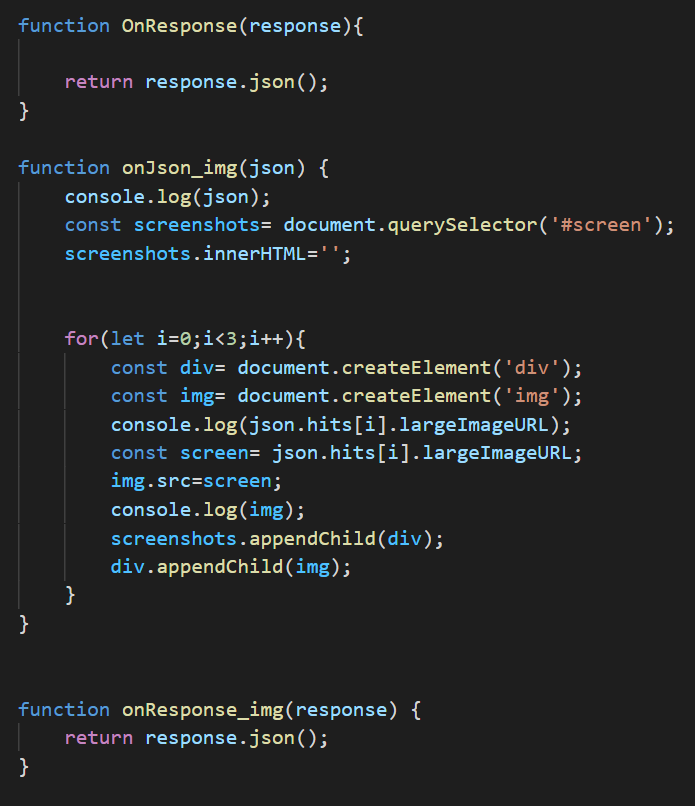 function OnResponse(response){
    return response.json();
}
function onJson_img(json) {
    console.log(json);
    const screenshots= document.querySelector('#screen');
    screenshots.innerHTML='';
    for(let i=0;i<3;i++){
        const div= document.createElement('div');
        const img= document.createElement('img');
        console.log(json.hits[i].largeImageURL);
        const screen= json.hits[i].largeImageURL;
        img.src=screen;
        console.log(img);
        screenshots.appendChild(div);
        div.appendChild(img);
    }
}
function onResponse_img(response) {
    return response.json();
}